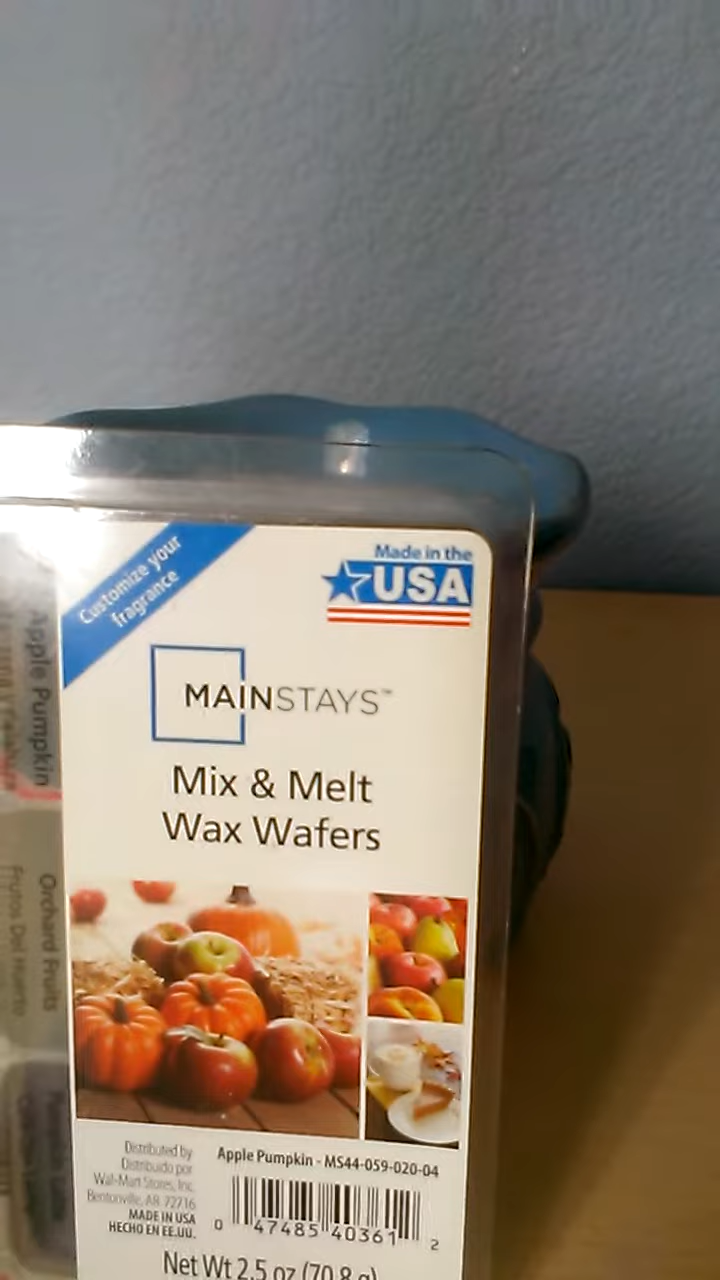 Customize your
fragrance
Made in the
USA
MAINSTAYS™
Mix & Melt
Wax Wafers
Apple Pumpkin
Orchard Fruits
Frutos Del Huerto
Distributed by
Distribuido por
Wal-Mart Stores, Inc.
Bentonville, AR 72716
MADE IN USA
HECHO EN EE.UU.
Apple Pumpkin - MS44-059-020-04
0 47485 40361 2
Net Wt 2.5 oz (70.8 g)